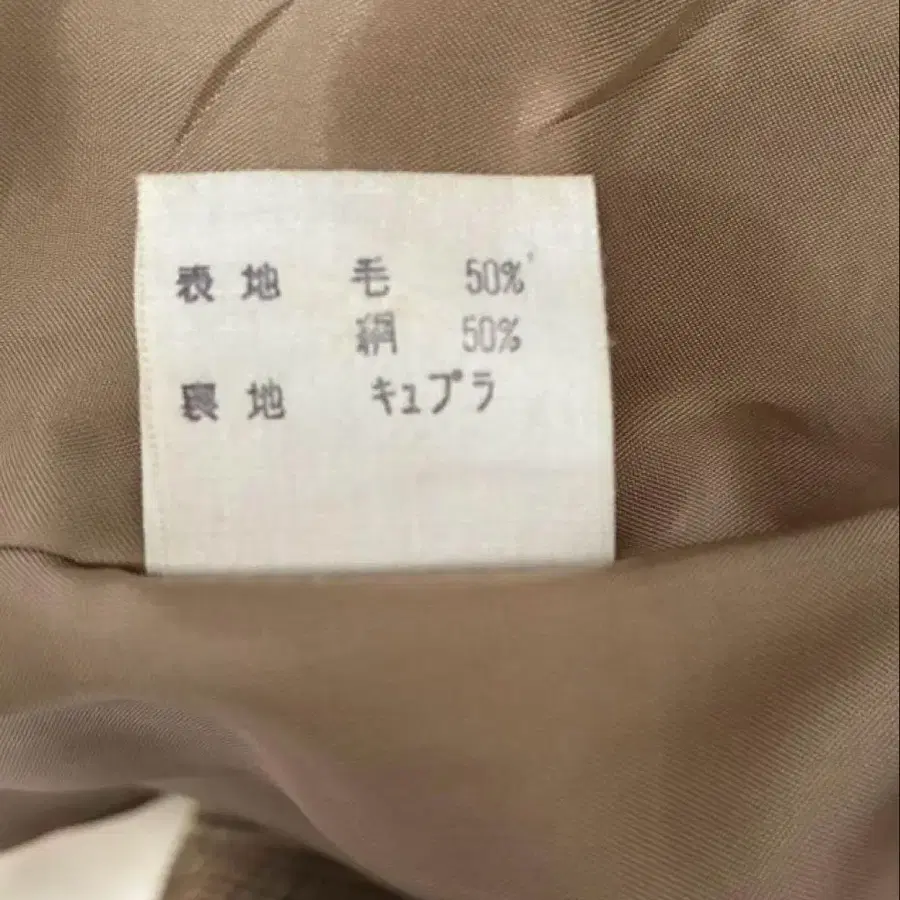 表地 毛 50%
絹 50%
裏地 キュプラ